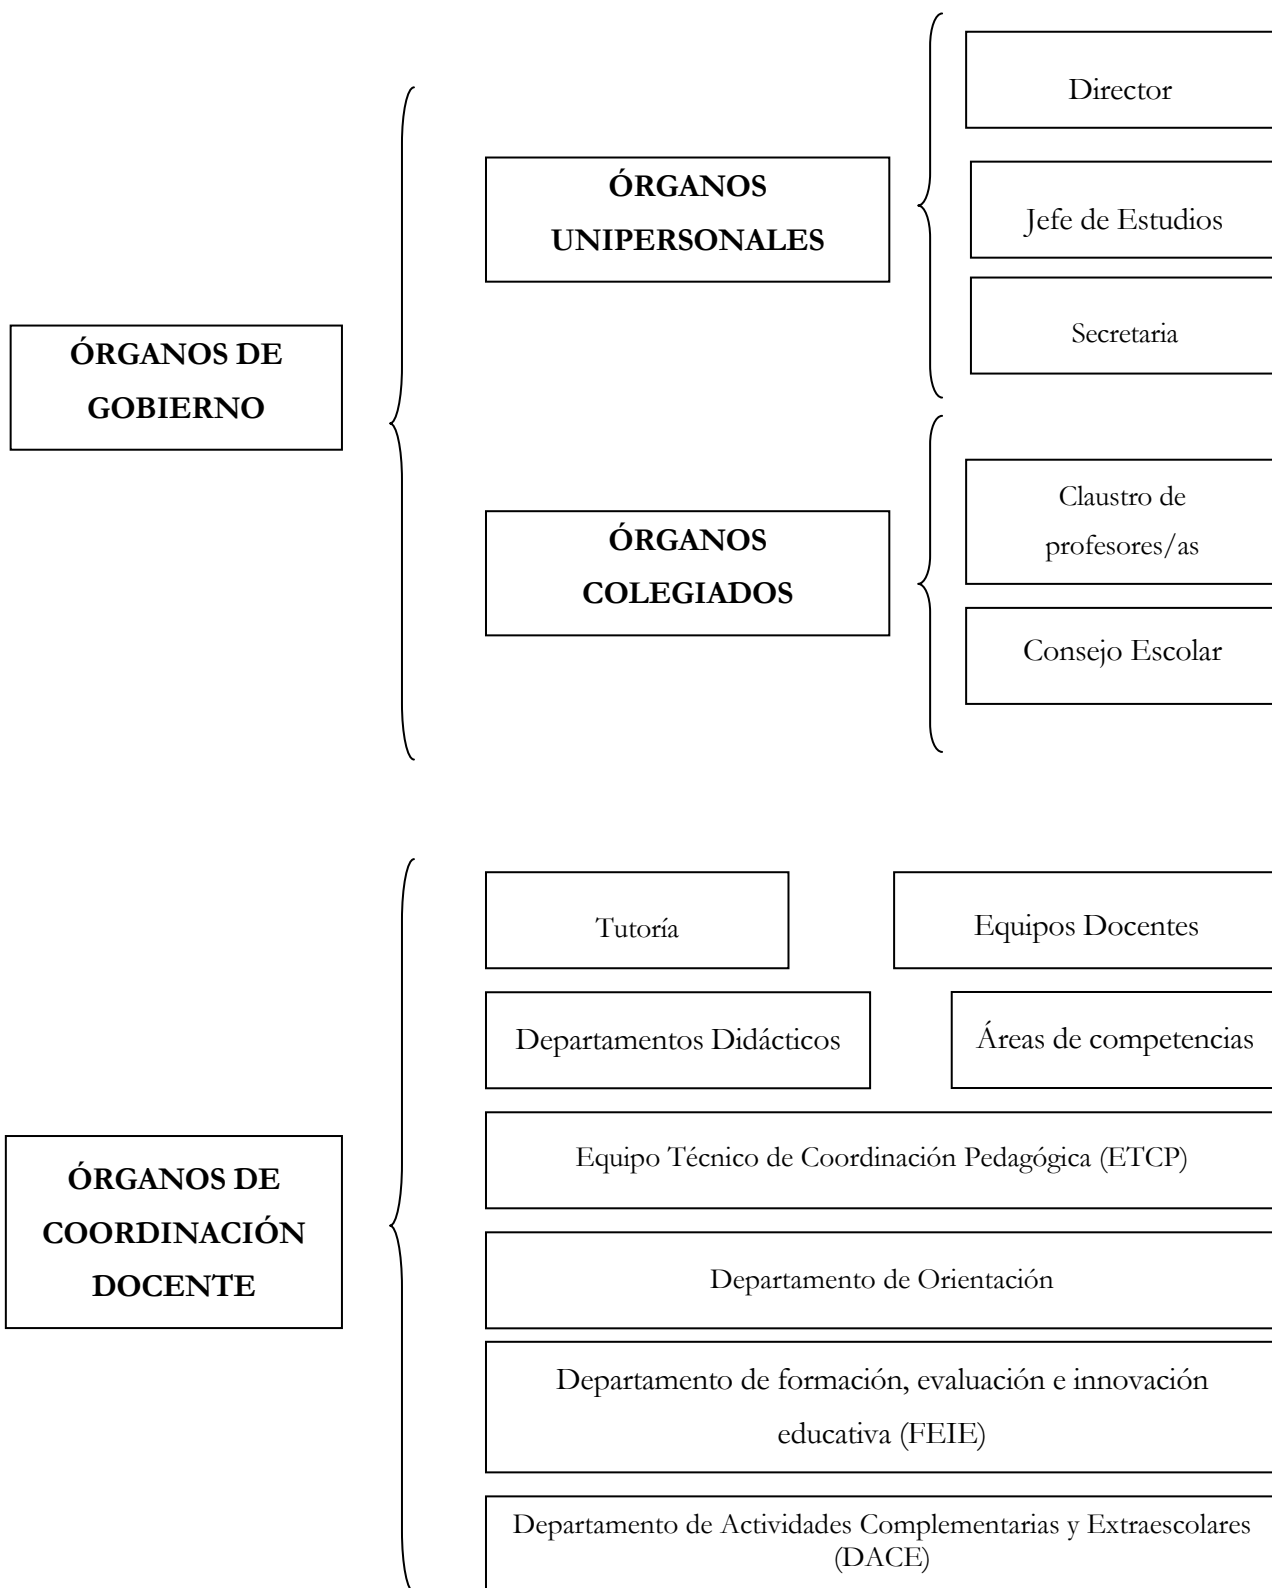 ÓRGANOS DE
GOBIERNO
ÓRGANOS
UNIPERSONALES
Director
Jefe de Estudios
Secretaria
ÓRGANOS
COLEGIADOS
Claustro de
profesores/as
Consejo Escolar
ÓRGANOS DE
COORDINACIÓN
DOCENTE
Tutoría
Equipos Docentes
Departamentos Didácticos
Áreas de competencias
Equipo Técnico de Coordinación Pedagógica (ETCP)
Departamento de Orientación
Departamento de formación, evaluación e innovación
educativa (FEIE)
Departamento de Actividades Complementarias y Extraescolares
(DACE)